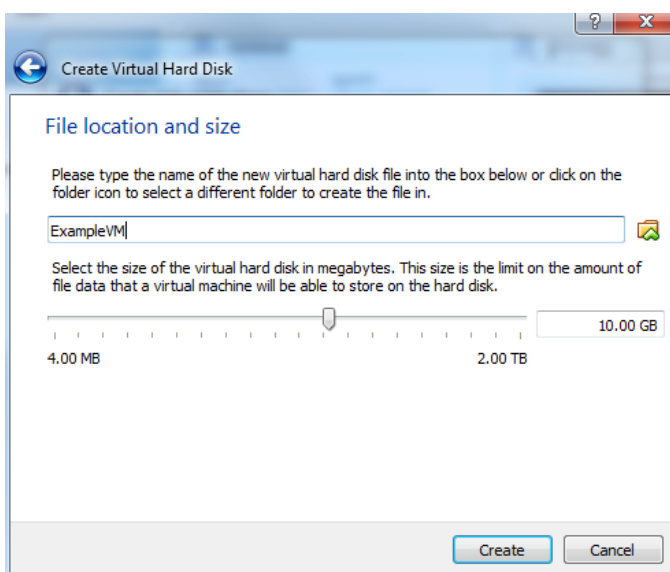 Create Virtual Hard Disk
File location and size
Please type the name of the new virtual hard disk file into the box below or click on the
folder icon to select a different folder to create the file in.
ExampleVM
Select the size of the virtual hard disk in megabytes. This size is the limit on the amount of
file data that a virtual machine will be able to store on the hard disk.
10.00 GB
4.00 MB 2.00 TB
Create Cancel